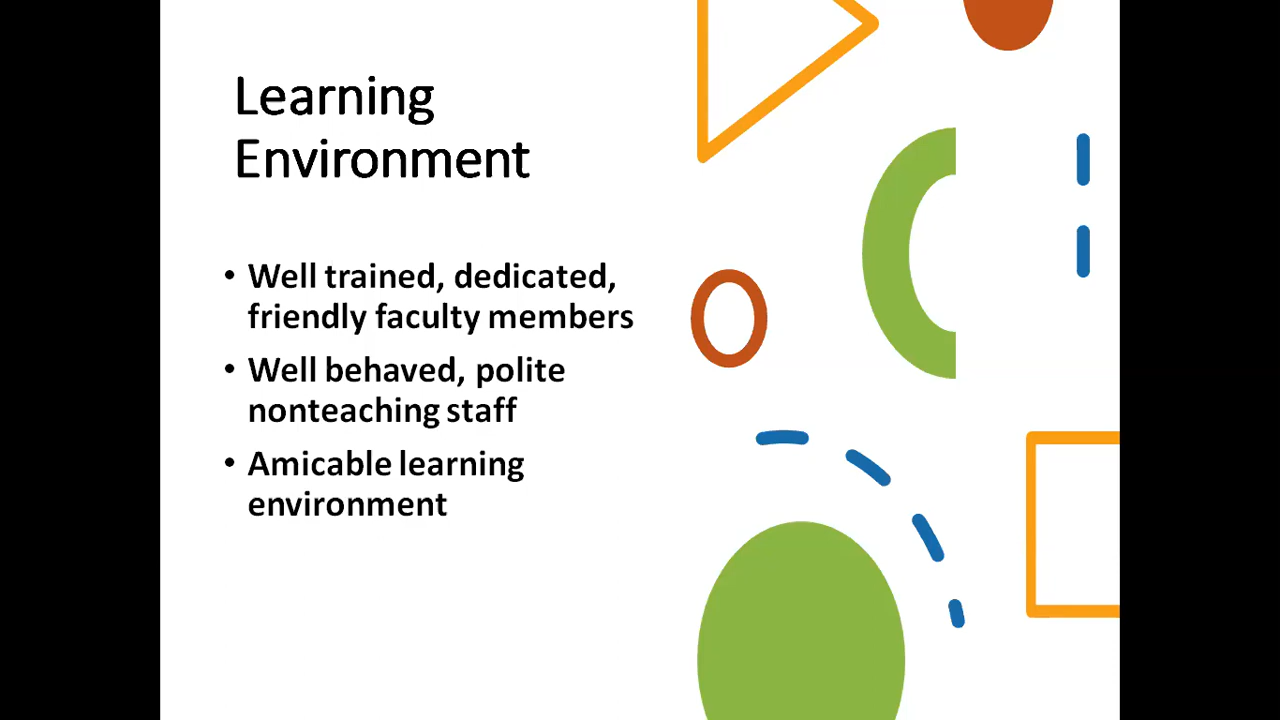 Learning
Environment
• Well trained, dedicated,
friendly faculty members
• Well behaved, polite
nonteaching staff
• Amicable learning
environment